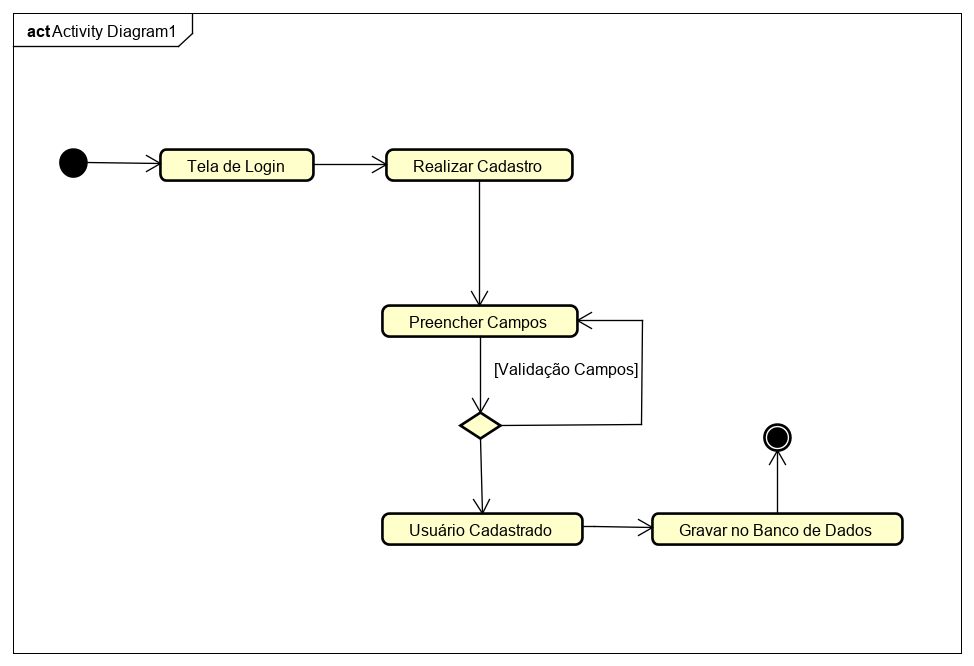 act Activity Diagram1
Tela de Login
Realizar Cadastro
Preencher Campos
[Validação Campos]
Usuário Cadastrado
Gravar no Banco de Dados